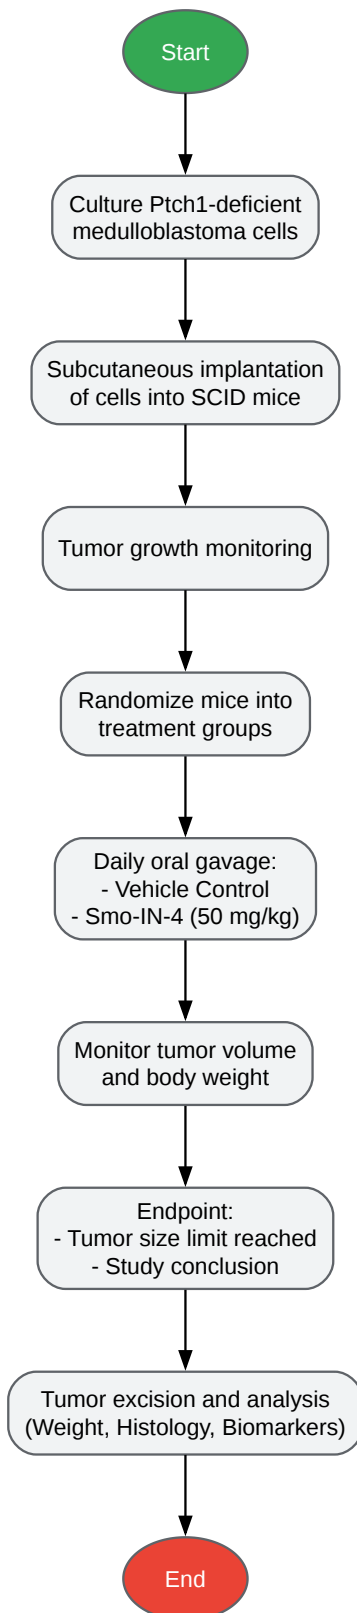 Start
Culture Ptch1-deficient
medulloblastoma cells
Subcutaneous implantation
of cells into SCID mice
Tumor growth monitoring
Randomize mice into
treatment groups
Daily oral gavage:
- Vehicle Control
- Smo-IN-4 (50 mg/kg)
Monitor tumor volume
and body weight
Endpoint:
- Tumor size limit reached
- Study conclusion
Tumor excision and analysis
(Weight, Histology, Biomarkers)
End